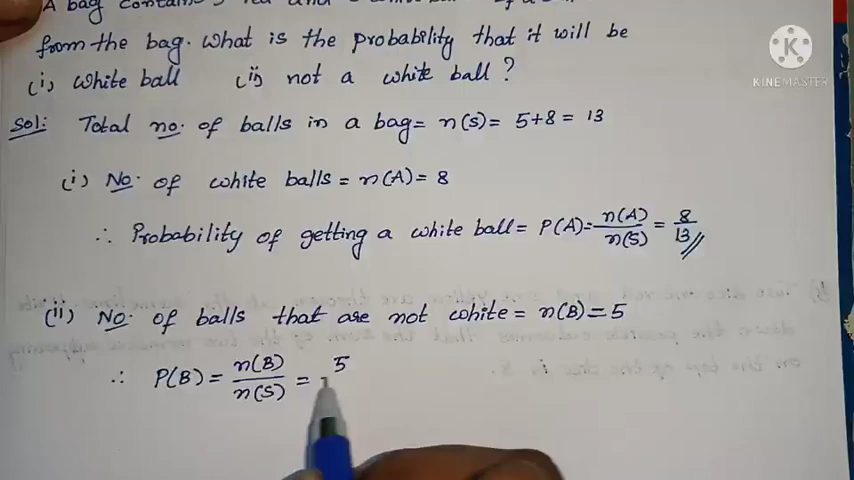 A bag
from the bag. What is the probability that it will be
(i) White ball (ii) not a white ball ?
Sol: Total no. of balls in a bag = n(S) = 5+8 = 13
(i) No. of white balls = n(A) = 8
∴ Probability of getting a white ball = P(A) = n(A)/n(S) = 8/13 //
(ii) No. of balls that are not white = n(B) = 5
∴ P(B) = n(B)/n(S) = 5
KINEMASTER